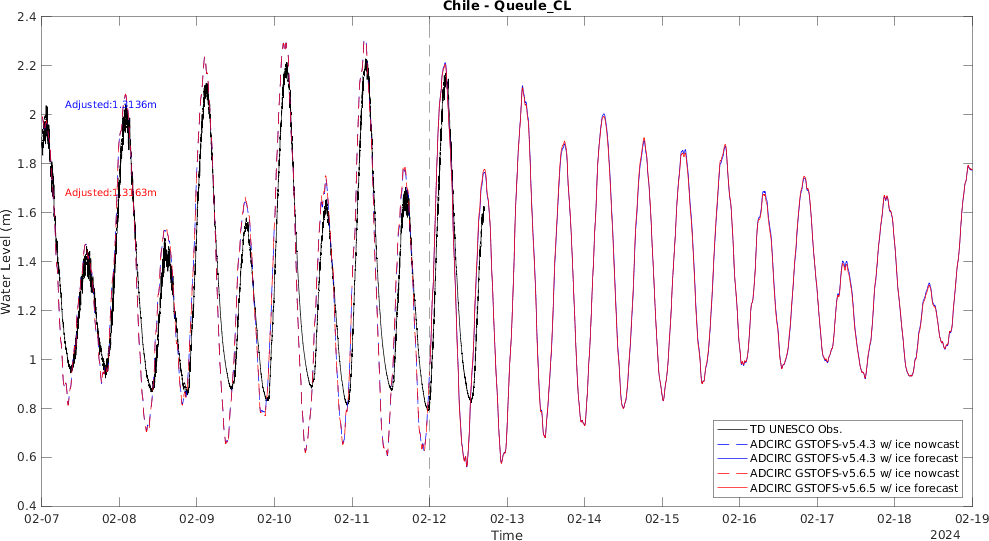 Chile - Queule_CL
2.4
2.2
2
1.8
1.6
1.4
1.2
1
0.8
0.6
0.4
Water Level (m)
Adjusted:1.3136m
Adjusted:1.3163m
TD UNESCO Obs.
ADCIRC GSTOFS-v5.4.3 w/ ice nowcast
ADCIRC GSTOFS-v5.4.3 w/ ice forecast
ADCIRC GSTOFS-v5.6.5 w/ ice nowcast
ADCIRC GSTOFS-v5.6.5 w/ ice forecast
02-07 02-08 02-09 02-10 02-11 02-12 02-13 02-14 02-15 02-16 02-17 02-18 02-19
Time
2024